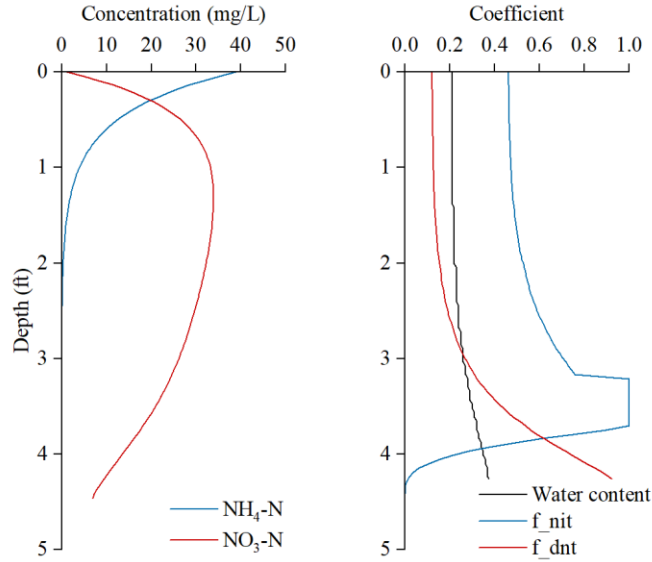 Concentration (mg/L)
0 10 20 30 40 50
0
1
2
3
4
5
Depth (ft)
NH₄-N
NO₃-N
Coefficient
0.0 0.2 0.4 0.6 0.8 1.0
0
1
2
3
4
5
Water content
f_nit
f_dnt